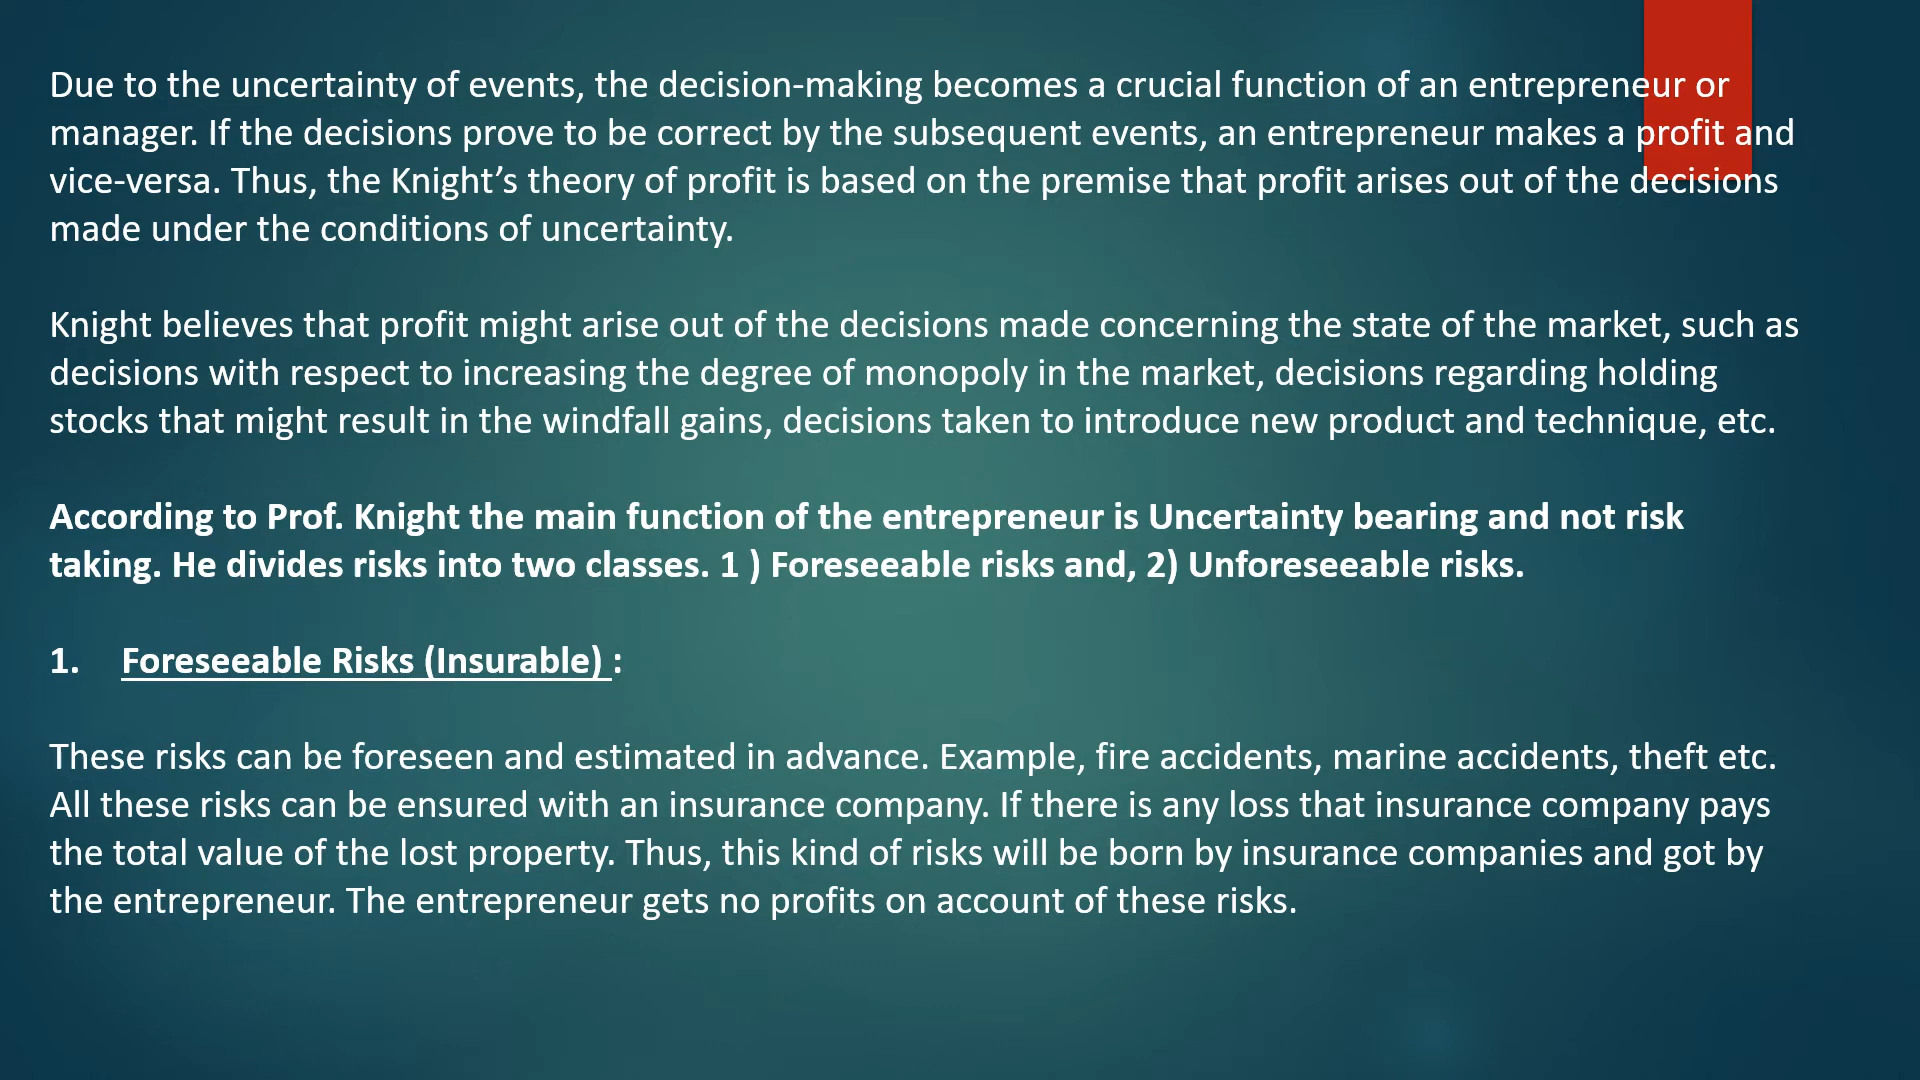 Due to the uncertainty of events, the decision-making becomes a crucial function of an entrepreneur or
manager. If the decisions prove to be correct by the subsequent events, an entrepreneur makes a profit and
vice-versa. Thus, the Knight’s theory of profit is based on the premise that profit arises out of the decisions
made under the conditions of uncertainty.
Knight believes that profit might arise out of the decisions made concerning the state of the market, such as
decisions with respect to increasing the degree of monopoly in the market, decisions regarding holding
stocks that might result in the windfall gains, decisions taken to introduce new product and technique, etc.
According to Prof. Knight the main function of the entrepreneur is Uncertainty bearing and not risk
taking. He divides risks into two classes. 1 ) Foreseeable risks and, 2) Unforeseeable risks.
1. Foreseeable Risks (Insurable) :
These risks can be foreseen and estimated in advance. Example, fire accidents, marine accidents, theft etc.
All these risks can be ensured with an insurance company. If there is any loss that insurance company pays
the total value of the lost property. Thus, this kind of risks will be born by insurance companies and got by
the entrepreneur. The entrepreneur gets no profits on account of these risks.